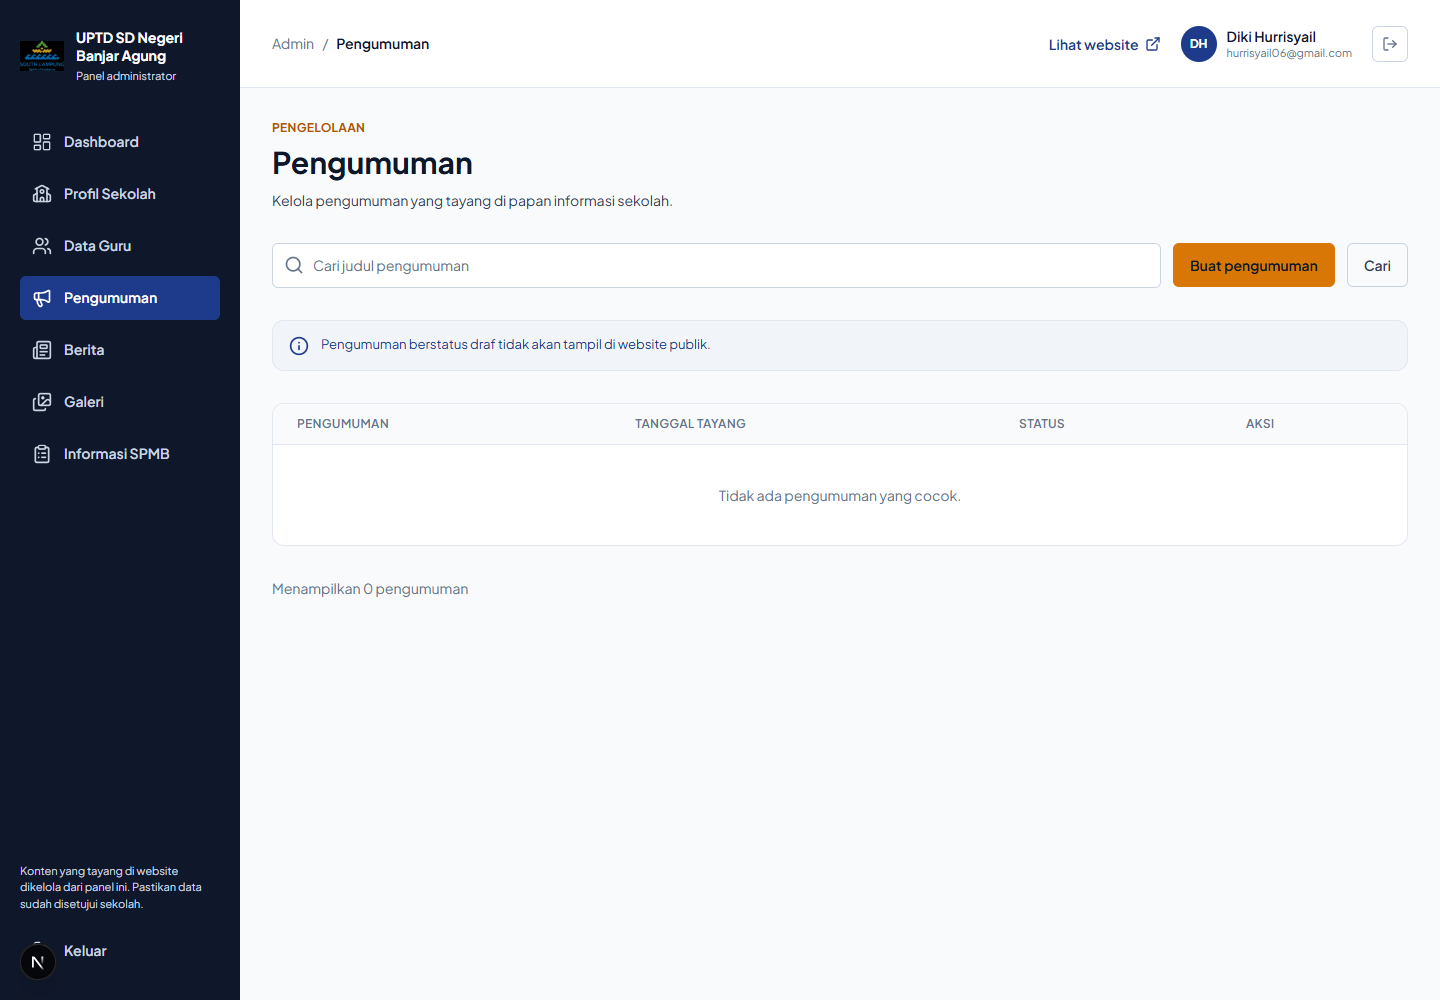 UPTD SD Negeri
Banjar Agung
Panel administrator
Dashboard
Profil Sekolah
Data Guru
Pengumuman
Berita
Galeri
Informasi SPMB
Konten yang tayang di website
dikelola dari panel ini. Pastikan data
sudah disetujui sekolah.
Keluar
N
Admin / Pengumuman
Lihat website
DH
Diki Hurrisyail
hurrisyail06@gmail.com
PENGELOLAAN
Pengumuman
Kelola pengumuman yang tayang di papan informasi sekolah.
Cari judul pengumuman
Buat pengumuman
Cari
Pengumuman berstatus draf tidak akan tampil di website publik.
PENGUMUMAN TANGGAL TAYANG STATUS AKSI
Tidak ada pengumuman yang cocok.
Menampilkan 0 pengumuman